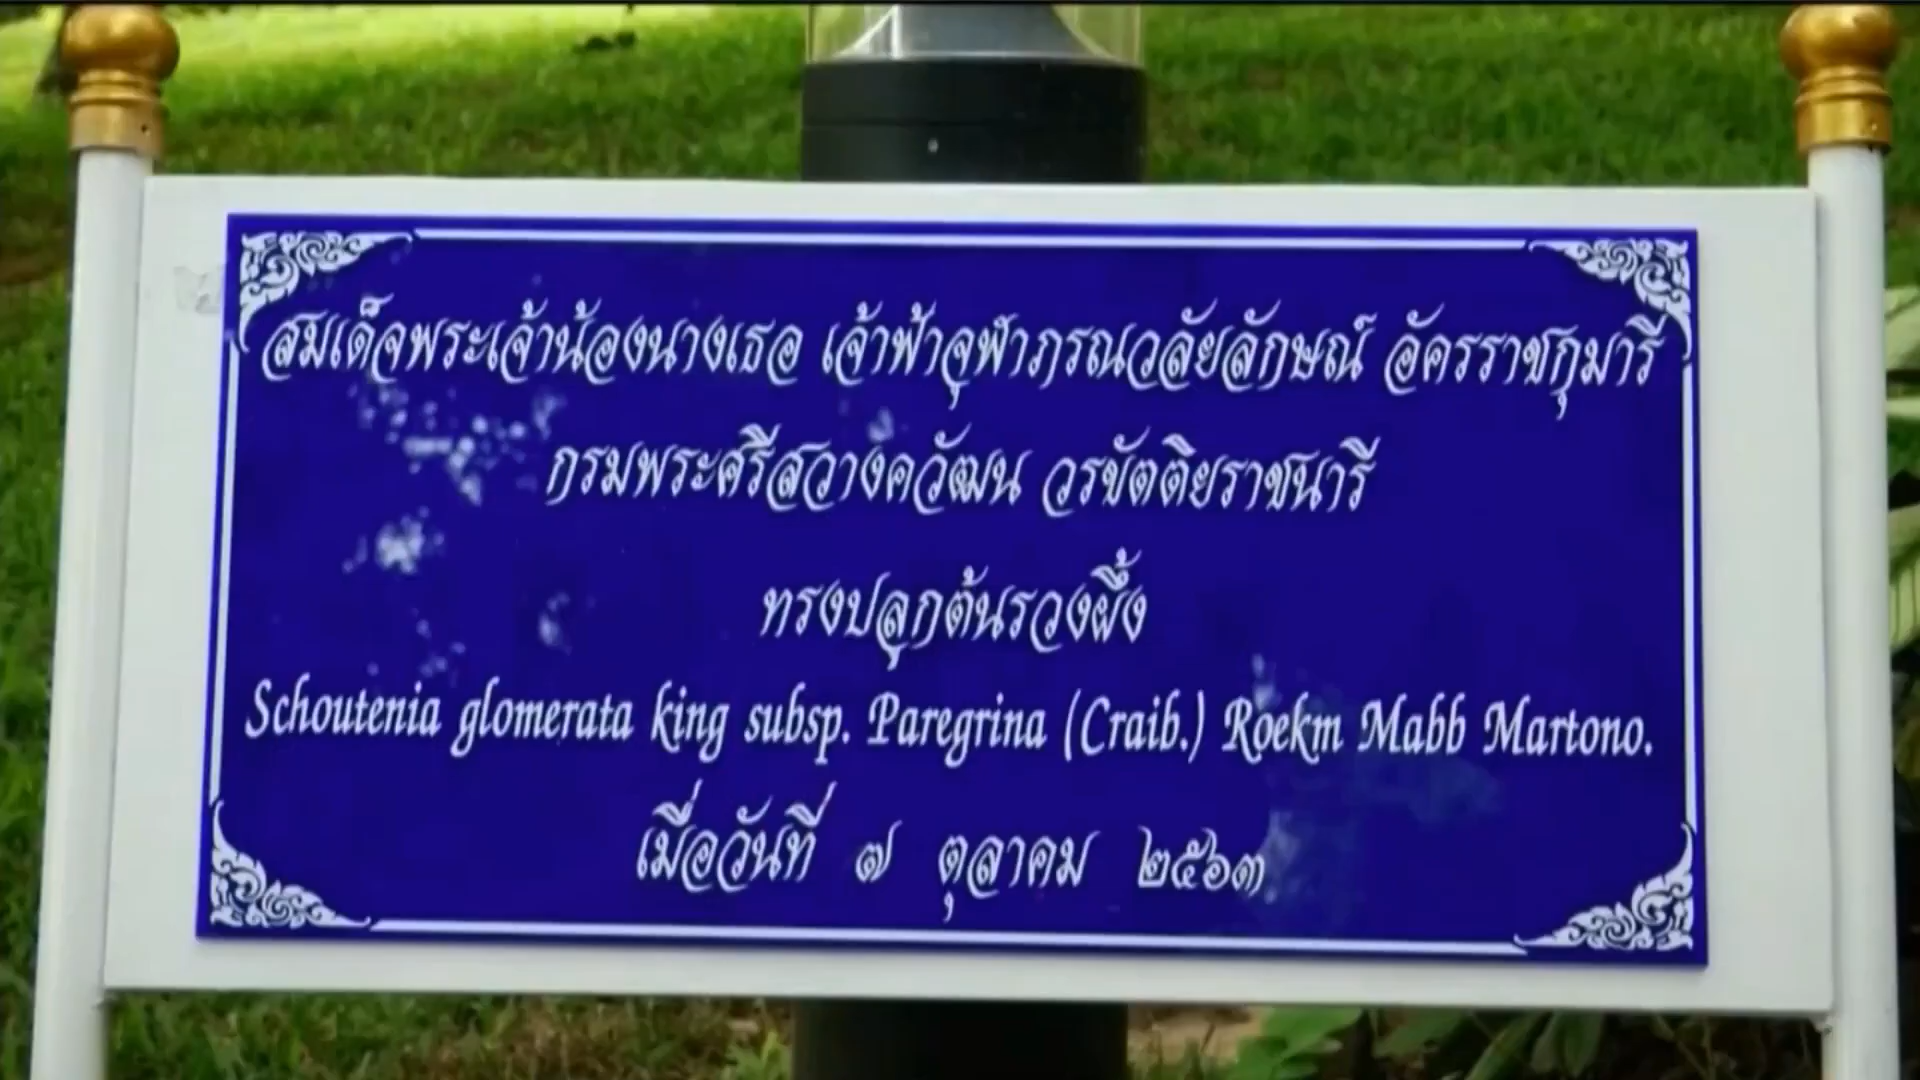 สมเด็จพระเจ้าน้องนางเธอ เจ้าฟ้าจุฬาภรณวลัยลักษณ์ อัครราชกุมารี
กรมพระศรีสวางควัฒน วรขัตติยราชนารี
ทรงปลูกต้นรวงผึ้ง
Schoutenia glomerata king subsp. Paregrina (Craib.) Roekm Mabb Martono.
เมื่อวันที่ ๗ ตุลาคม ๒๕๖๓